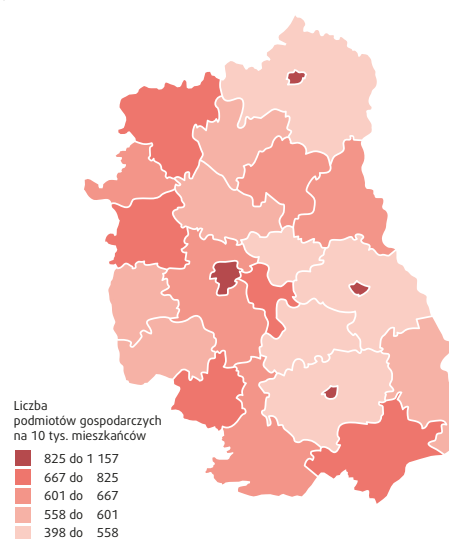 Liczba
podmiotów gospodarczych
na 10 tys. mieszkańców
825 do 1 157
667 do 825
601 do 667
558 do 601
398 do 558